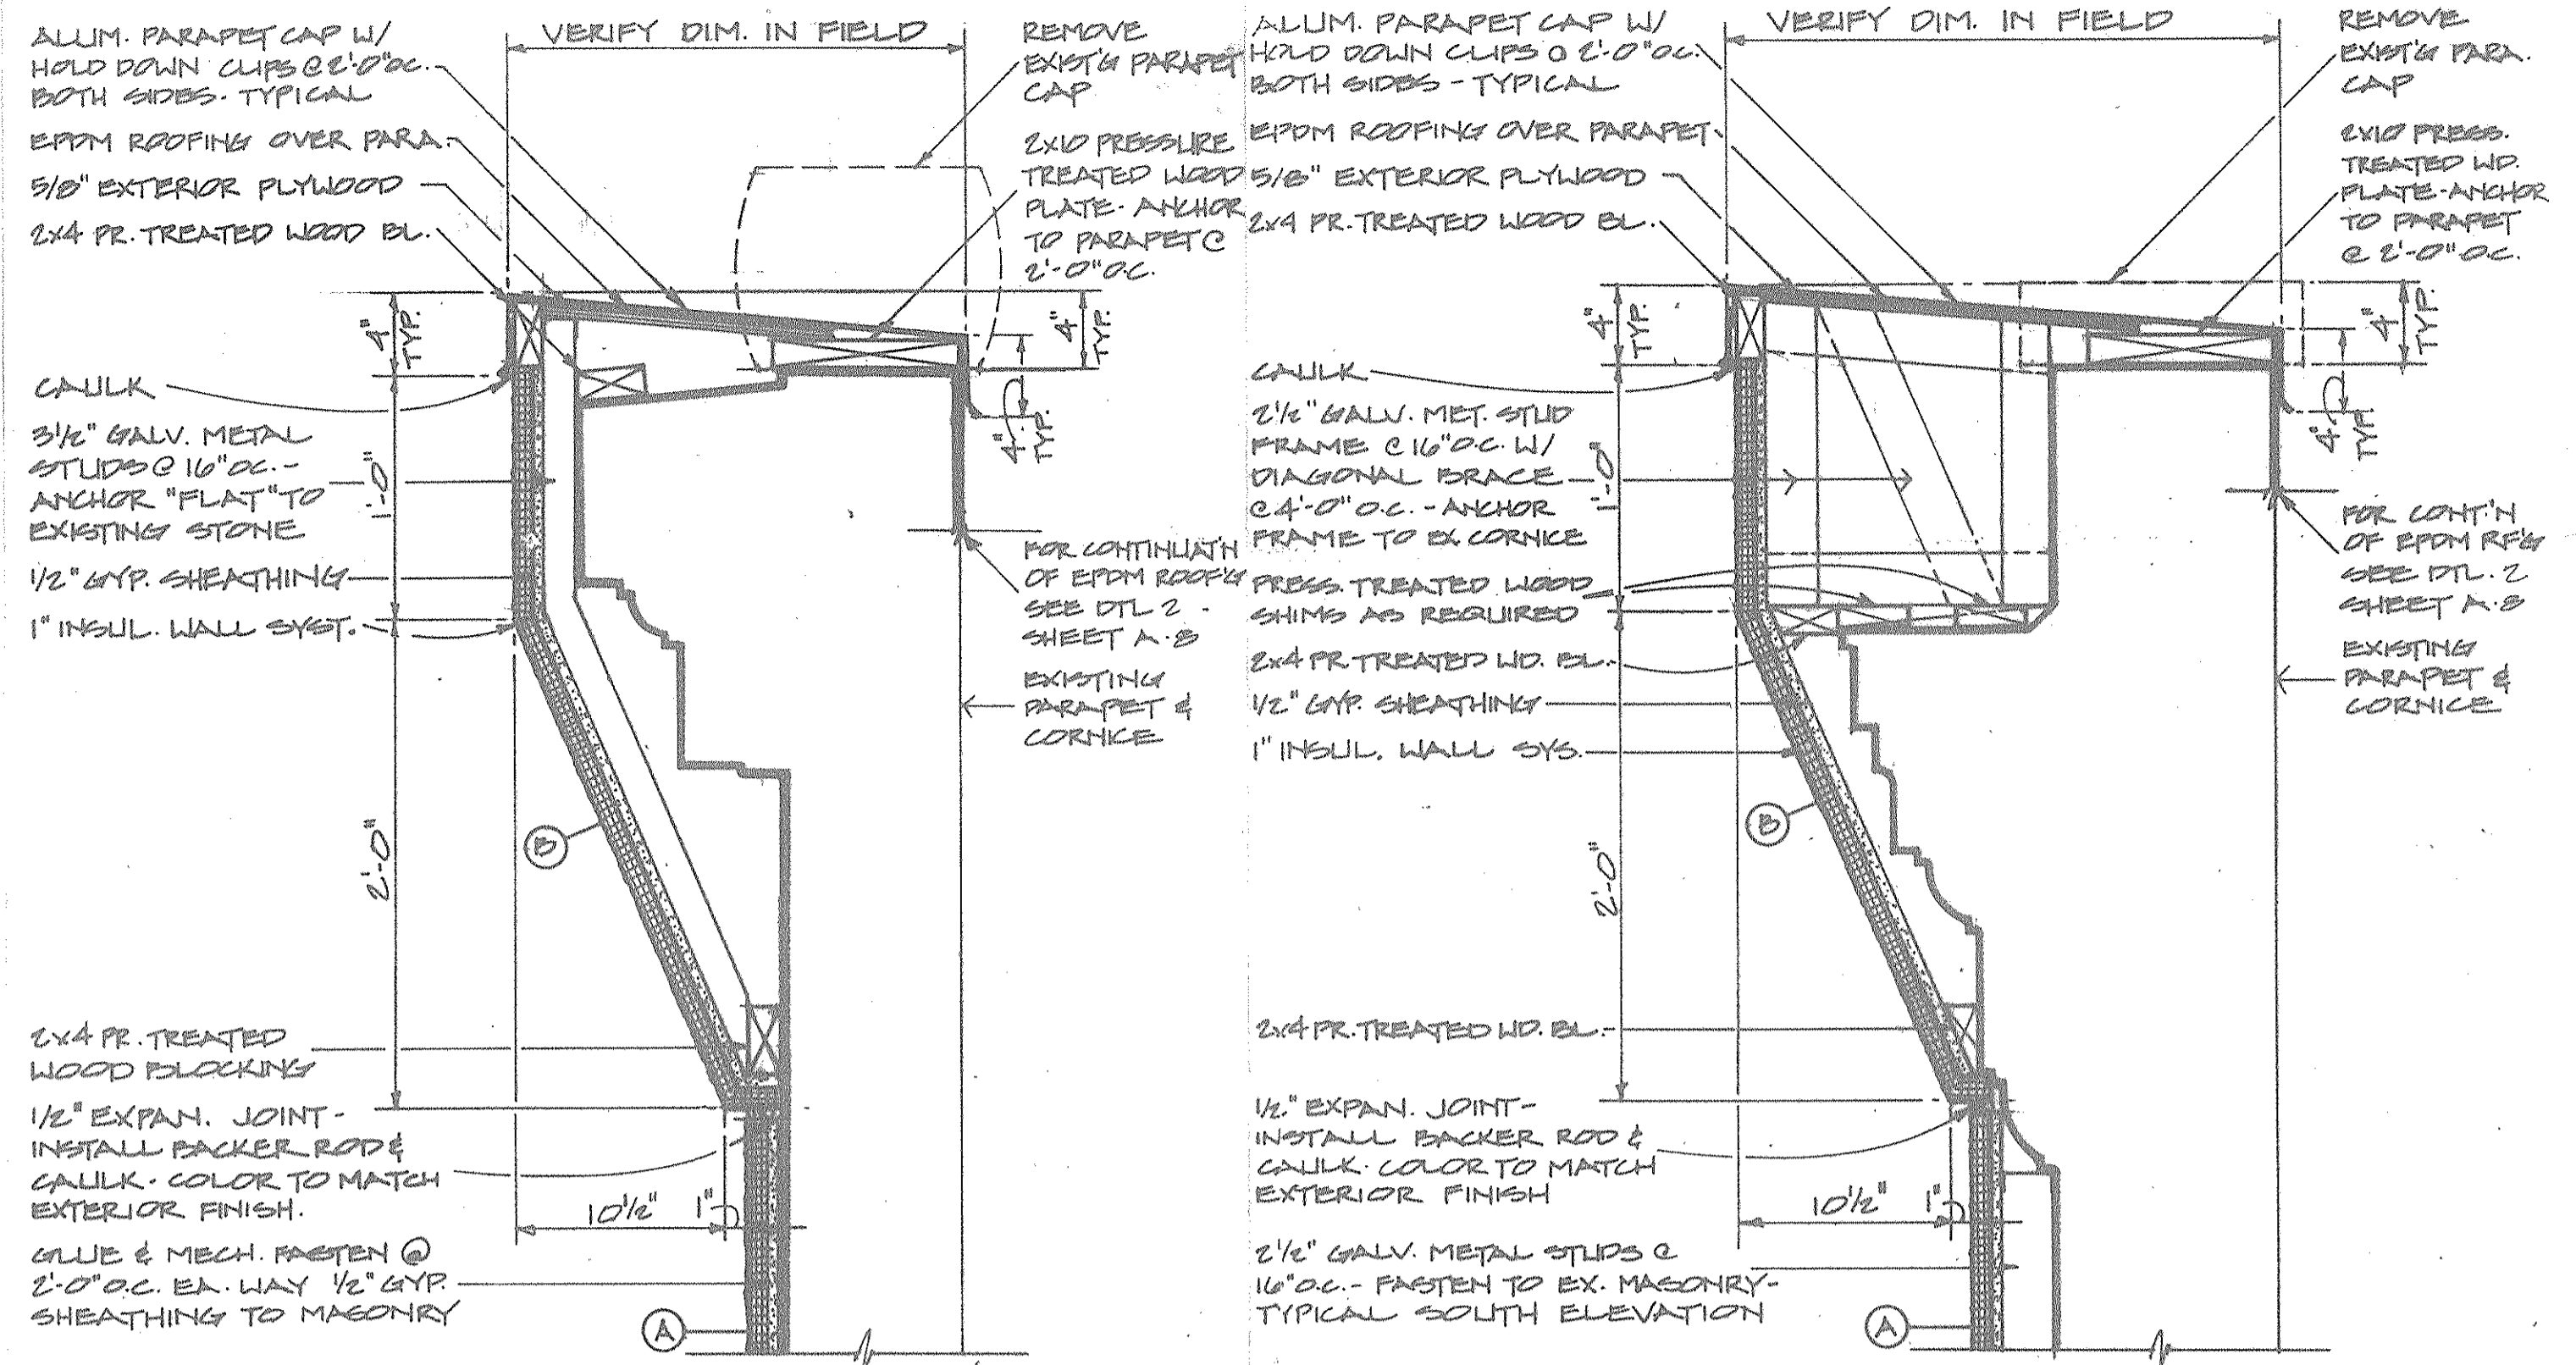 ALUM. PARAPET CAP W/
HOLD DOWN CLIPS @ 2'-0" O.C.
BOTH SIDES - TYPICAL
EPDM ROOFING OVER PARA.
5/8" EXTERIOR PLYWOOD
2x4 PR. TREATED WOOD BL.
VERIFY DIM. IN FIELD
REMOVE
EXIST'G PARAPET
CAP
2x10 PRESSURE
TREATED WOOD
PLATE - ANCHOR
TO PARAPET @
2'-0" O.C.
4"
TYP.
4"
TYP.
4"
TYP.
CAULK
3 1/2" GALV. METAL
STUDS @ 16" O.C. -
ANCHOR "FLAT" TO
EXISTING STONE
1/2" GYP. SHEATHING
1" INSUL. WALL SYST.
1'-0"
2'-0"
FOR CONTINUAT'N
OF EPDM ROOF'G
SEE DTL 2 -
SHEET A-8
EXISTING
PARAPET &
CORNICE
B
2x4 PR. TREATED
WOOD BLOCKING
1/2" EXPAN. JOINT -
INSTALL BACKER ROD &
CAULK - COLOR TO MATCH
EXTERIOR FINISH.
10 1/2" 1"
GLUE & MECH. FASTEN @
2'-0" O.C. EA. WAY 1/2" GYP.
SHEATHING TO MASONRY
A
ALUM. PARAPET CAP W/
HOLD DOWN CLIPS @ 2'-0" O.C.
BOTH SIDES - TYPICAL
EPDM ROOFING OVER PARAPET
5/8" EXTERIOR PLYWOOD
2x4 PR. TREATED WOOD BL.
VERIFY DIM. IN FIELD
REMOVE
EXIST'G PARA.
CAP
2x10 PRESS.
TREATED WD.
PLATE - ANCHOR
TO PARAPET
@ 2'-0" O.C.
4"
TYP.
4"
TYP.
4"
TYP.
CAULK
2 1/2" GALV. MET. STUD
FRAME @ 16" O.C. W/
DIAGONAL BRACE
@ 4'-0" O.C. - ANCHOR
FRAME TO EX CORNICE
PRESS. TREATED WOOD
SHIMS AS REQUIRED
2x4 PR TREATED WD. BL.
1/2" GYP. SHEATHING
1" INSUL. WALL SYS.
1'-0"
2'-0"
FOR CONT'N
OF EPDM RF'G
SEE DTL. 2
SHEET A-8
EXISTING
PARAPET &
CORNICE
B
2x4 PR. TREATED WD. BL.
1/2" EXPAN. JOINT -
INSTALL BACKER ROD &
CAULK - COLOR TO MATCH
EXTERIOR FINISH
10 1/2" 1"
2 1/2" GALV. METAL STUDS @
16" O.C. - FASTEN TO EX. MASONRY -
TYPICAL SOUTH ELEVATION
A